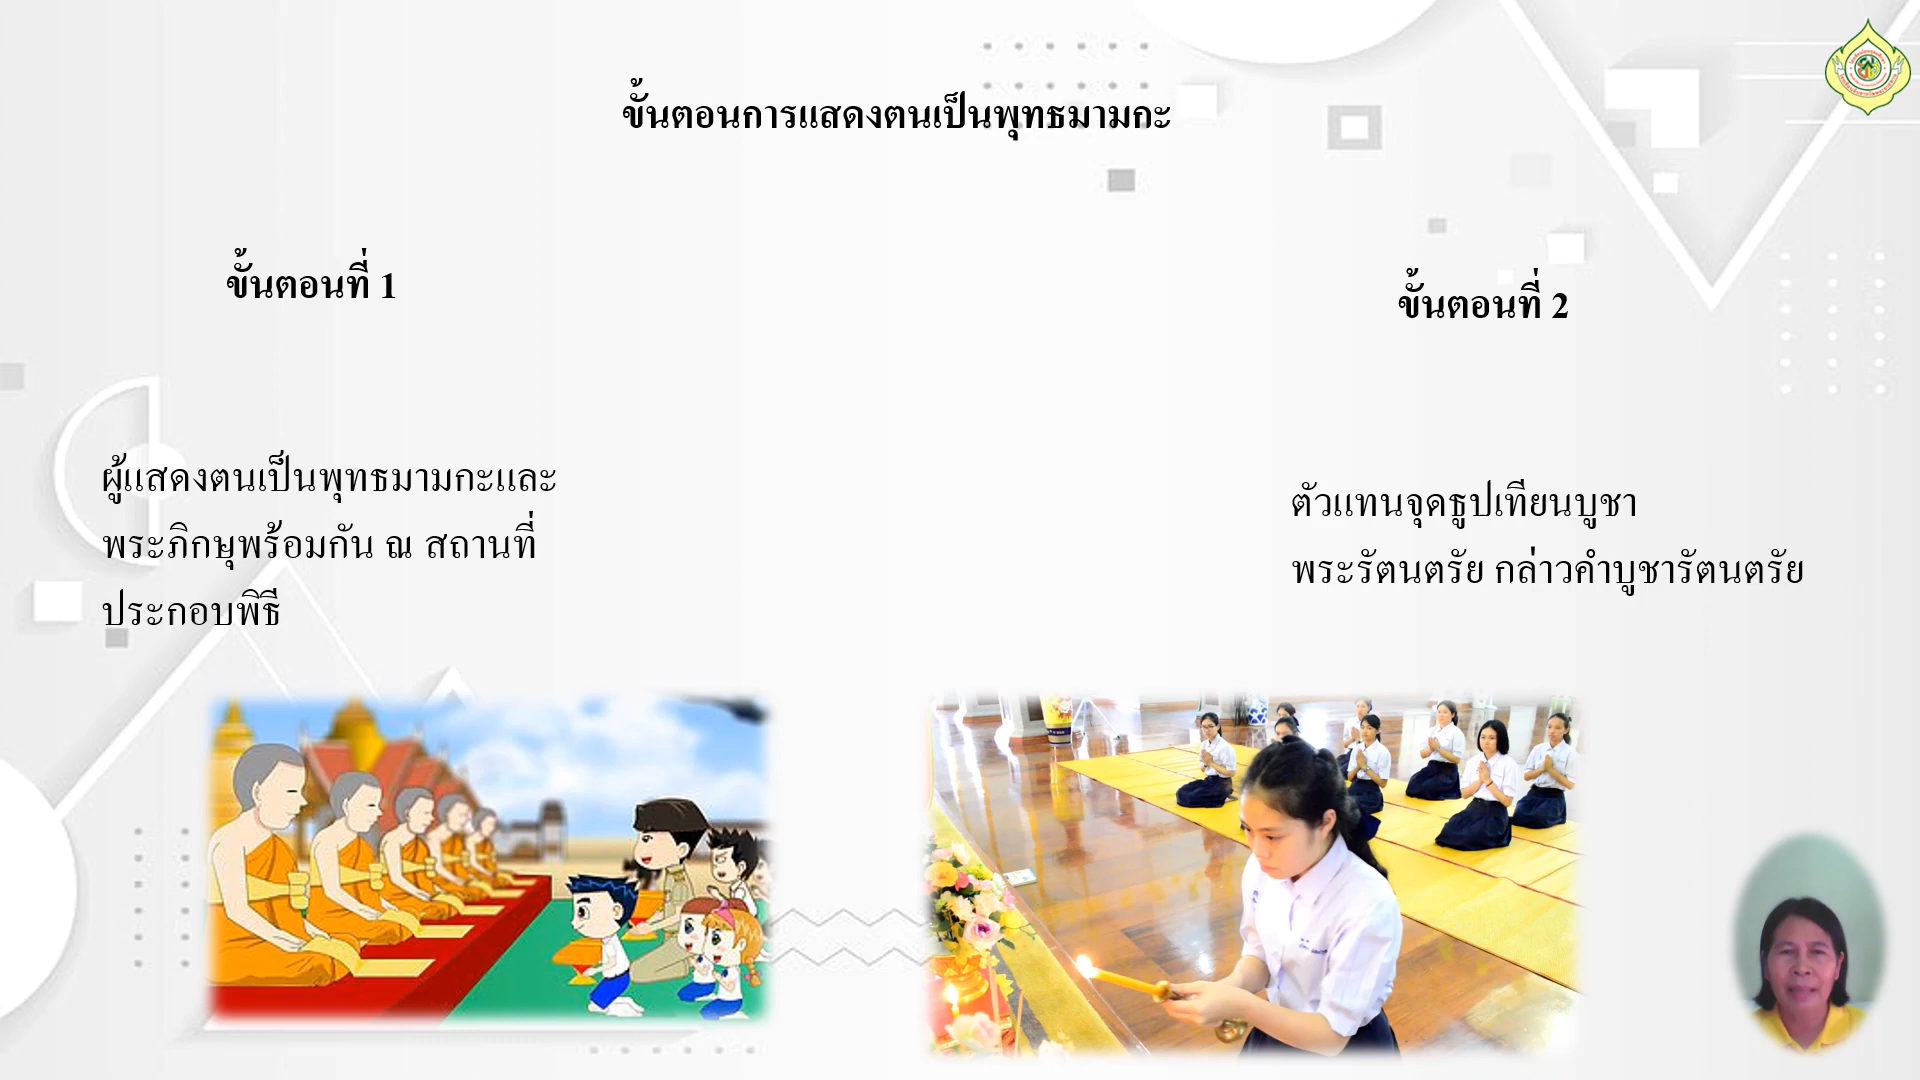 ขั้นตอนการแสดงตนเป็นพุทธมามกะ
ขั้นตอนที่ 1
ผู้แสดงตนเป็นพุทธมามกะและ
พระภิกษุพร้อมกัน ณ สถานที่
ประกอบพิธี
ขั้นตอนที่ 2
ตัวแทนจุดธูปเทียนบูชา
พระรัตนตรัย กล่าวคำบูชารัตนตรัย